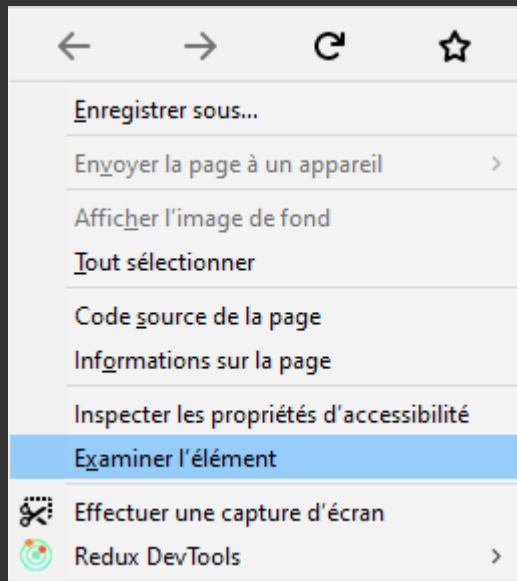 Enregistrer sous...
Envoyer la page à un appareil
Afficher l'image de fond
Tout sélectionner
Code source de la page
Informations sur la page
Inspecter les propriétés d'accessibilité
Examiner l'élément
Effectuer une capture d'écran
Redux DevTools